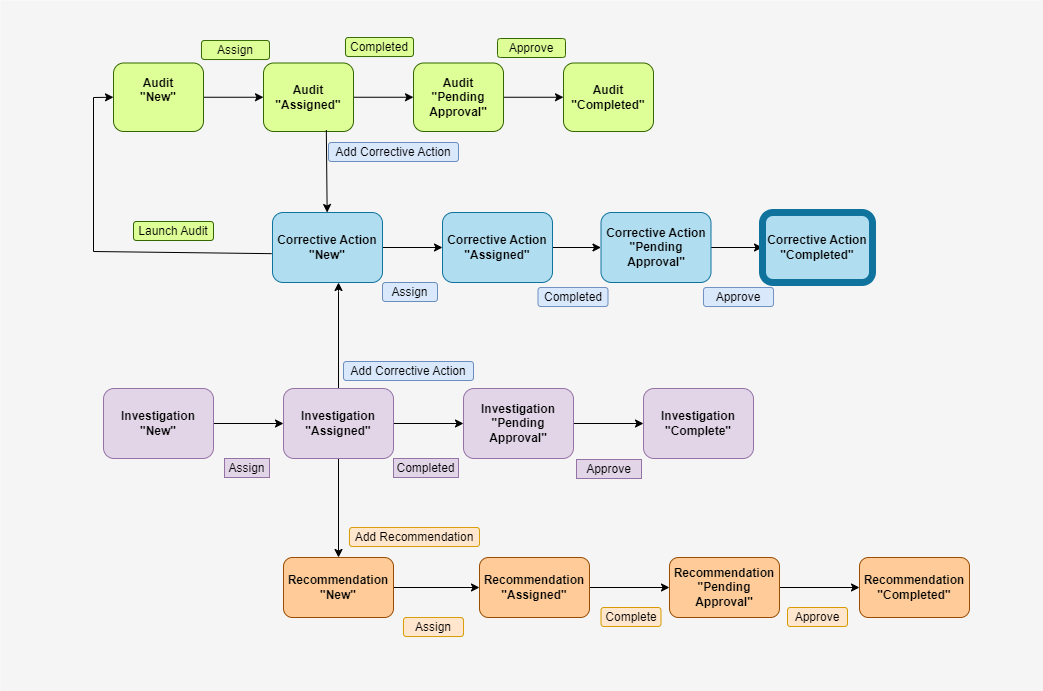 Assign
Completed
Approve
Audit
"New"
Audit
"Assigned"
Audit
"Pending
Approval"
Audit
"Completed"
Add Corrective Action
Launch Audit
Corrective Action
"New"
Corrective Action
"Assigned"
Corrective Action
"Pending
Approval"
Corrective Action
"Completed"
Assign
Completed
Approve
Add Corrective Action
Investigation
"New"
Investigation
"Assigned"
Investigation
"Pending
Approval"
Investigation
"Complete"
Assign
Completed
Approve
Add Recommendation
Recommendation
"New"
Recommendation
"Assigned"
Recommendation
"Pending
Approval"
Recommendation
"Completed"
Assign
Complete
Approve